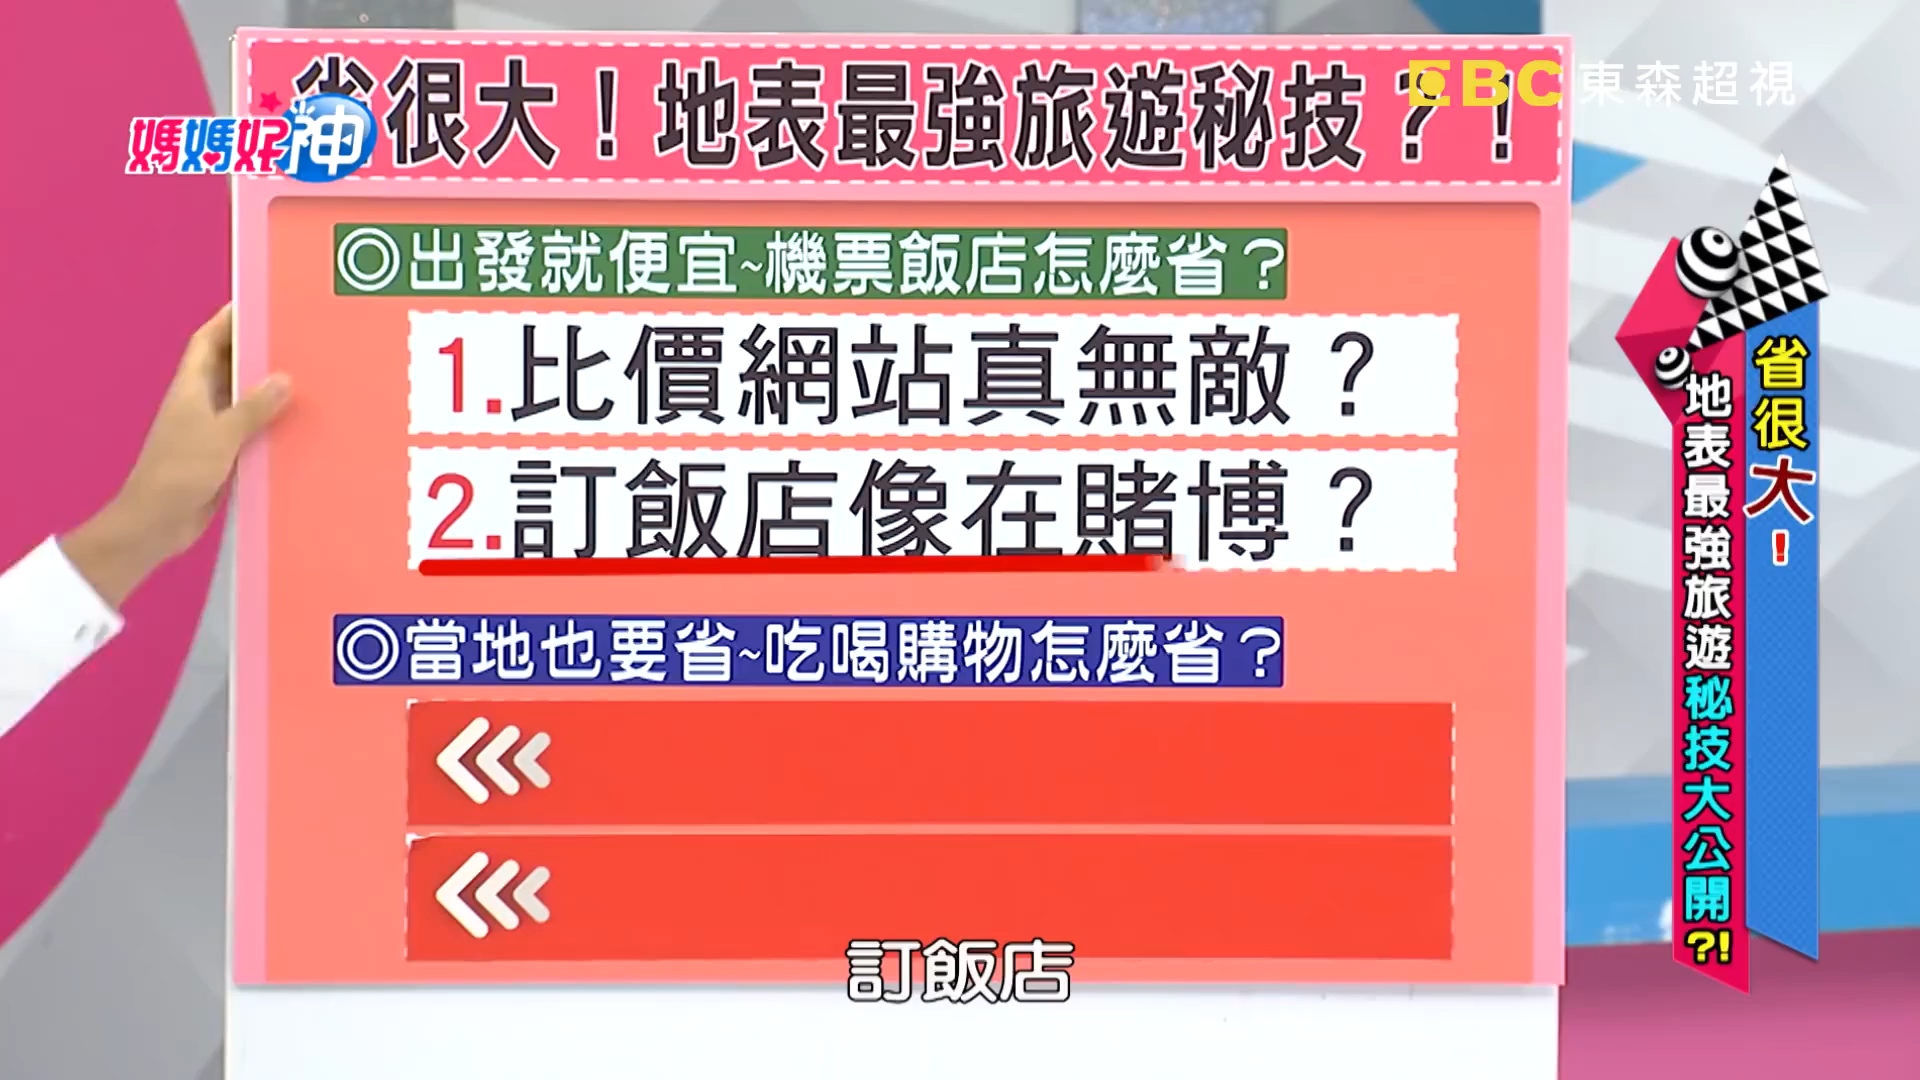 省很大！地表最強旅遊秘技？！
媽媽好神
EBC 東森超視
◎出發就便宜~機票飯店怎麼省？
1.比價網站真無敵？
2.訂飯店像在賭博？
◎當地也要省~吃喝購物怎麼省？
省很大！
地表最強旅遊秘技大公開?!
訂飯店